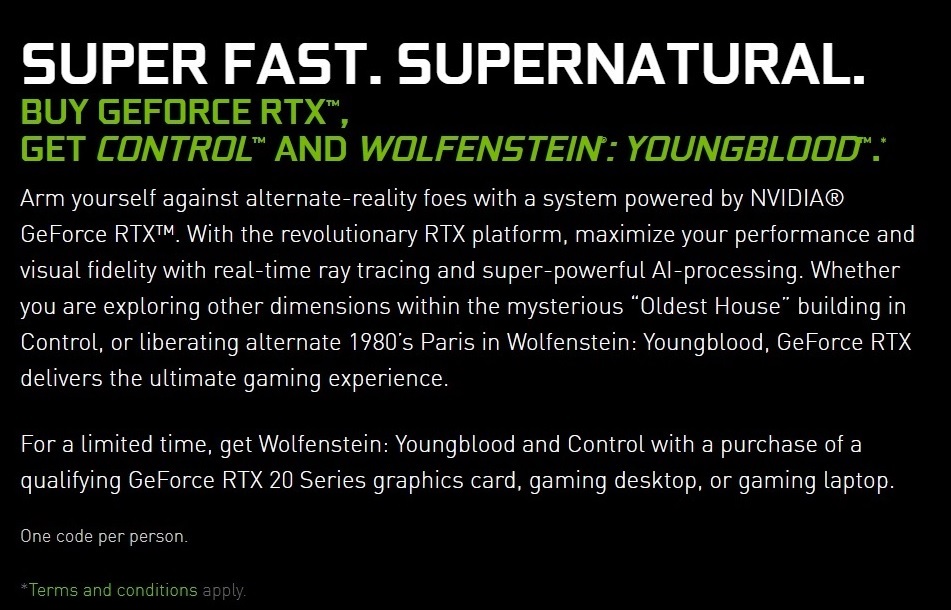 SUPER FAST. SUPERNATURAL.
BUY GEFORCE RTX™,
GET CONTROL™ AND WOLFENSTEIN®: YOUNGBLOOD™.*
Arm yourself against alternate-reality foes with a system powered by NVIDIA®
GeForce RTX™. With the revolutionary RTX platform, maximize your performance and
visual fidelity with real-time ray tracing and super-powerful AI-processing. Whether
you are exploring other dimensions within the mysterious “Oldest House” building in
Control, or liberating alternate 1980’s Paris in Wolfenstein: Youngblood, GeForce RTX
delivers the ultimate gaming experience.
For a limited time, get Wolfenstein: Youngblood and Control with a purchase of a
qualifying GeForce RTX 20 Series graphics card, gaming desktop, or gaming laptop.
One code per person.
*Terms and conditions apply.